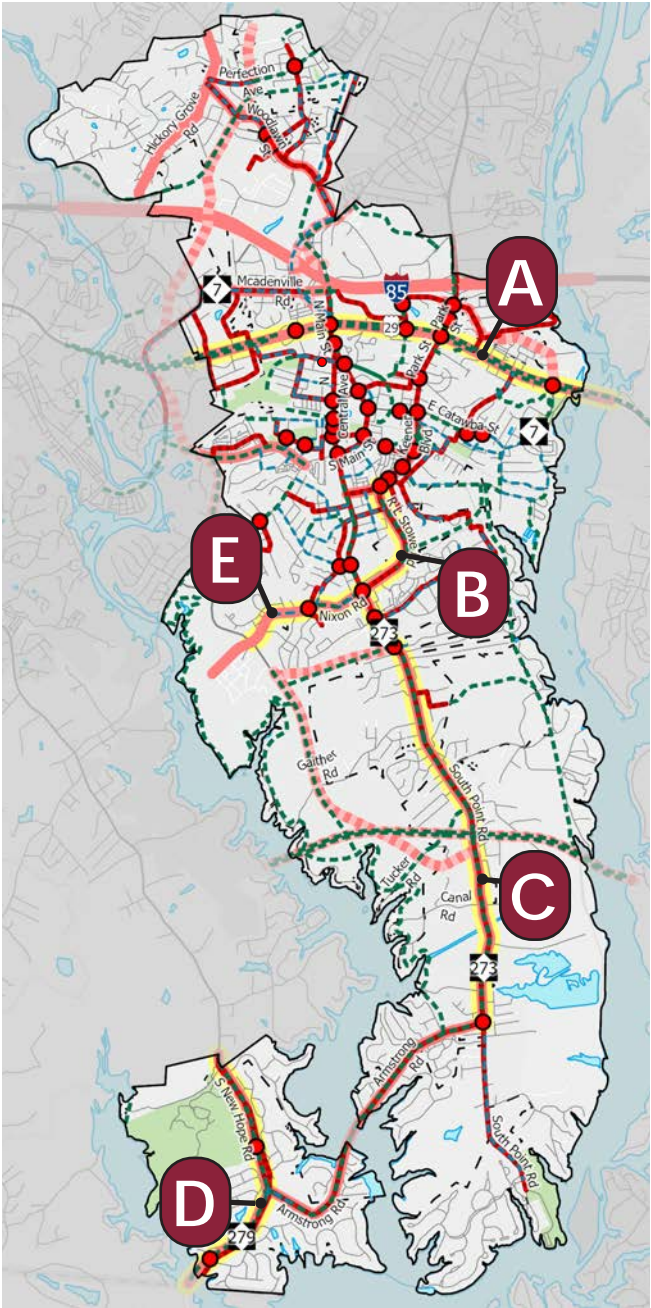 Perfection
Ave
Woodlawn
St
Hickory Grove
Rd
7
Mcadenville
Rd
85
A
N Main St
29
Park St
Park St
N
Central Ave
E Catawba St
7
Keener
Blvd
S Main St
R L Stowe
Rd
E
B
Nixon Rd
273
Gaither
Rd
South Point Rd
Tucker
Rd
Canal
Rd
C
273
Armstrong
Rd
S New Hope Rd
South Point Rd
D
Armstrong Rd
279